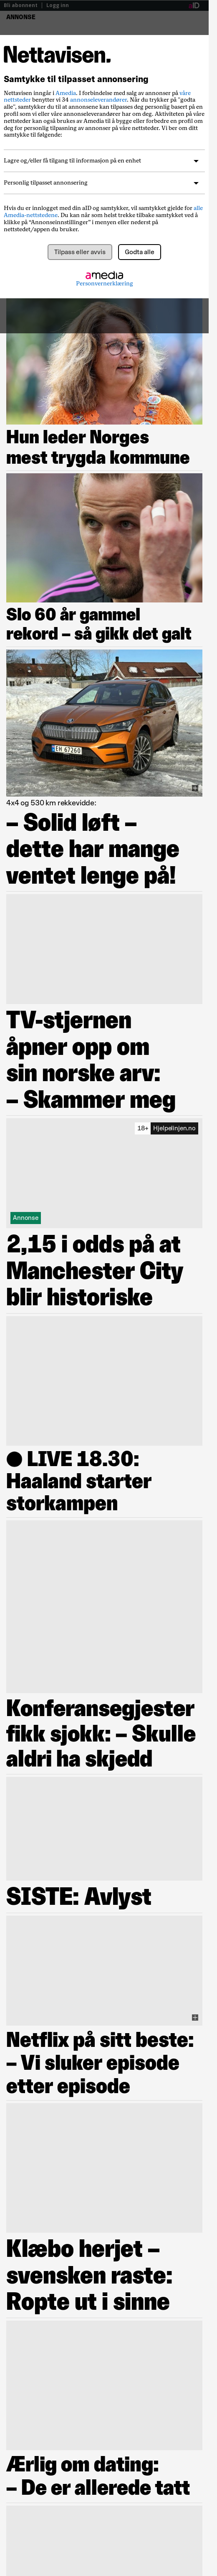 Bli abonnent | Logg inn
aID
ANNONSE
Nettavisen.
Samtykke til tilpasset annonsering
Nettavisen inngår i Amedia. I forbindelse med salg av annonser på våre
nettsteder benytter vi 34 annonseleverandører. Når du trykker på "godta
alle", samtykker du til at annonsene kan tilpasses deg personlig basert på en
profil med innsyn vi eller våre annonseleverandører har om deg. Aktiviteten på våre
nettsteder kan også brukes av Amedia til å bygge eller forbedre en profil om
deg for personlig tilpasning av annonser på våre nettsteder. Vi ber om ditt
samtykke til følgende:
Lagre og/eller få tilgang til informasjon på en enhet
Personlig tilpasset annonsering
Hvis du er innlogget med din aID og samtykker, vil samtykket gjelde for alle
Amedia-nettstedene. Du kan når som helst trekke tilbake samtykket ved å
klikke på “Annonseinnstillinger” i menyen eller nederst på
nettstedet/appen du bruker.
Tilpass eller avvis
Godta alle
amedia
Personvernerklæring
Hun leder Norges
mest trygda kommune
Slo 60 år gammel
rekord – så gikk det galt
EH 67260
4x4 og 530 km rekkevidde:
– Solid løft –
dette har mange
ventet lenge på!
TV-stjernen
åpner opp om
sin norske arv:
– Skammer meg
18+ Hjelpelinjen.no
Annonse
2,15 i odds på at
Manchester City
blir historiske
● LIVE 18.30:
Haaland starter
storkampen
Konferansegjester
fikk sjokk: – Skulle
aldri ha skjedd
SISTE: Avlyst
Netflix på sitt beste:
– Vi sluker episode
etter episode
Klæbo herjet –
svensken raste:
Ropte ut i sinne
Ærlig om dating:
– De er allerede tatt